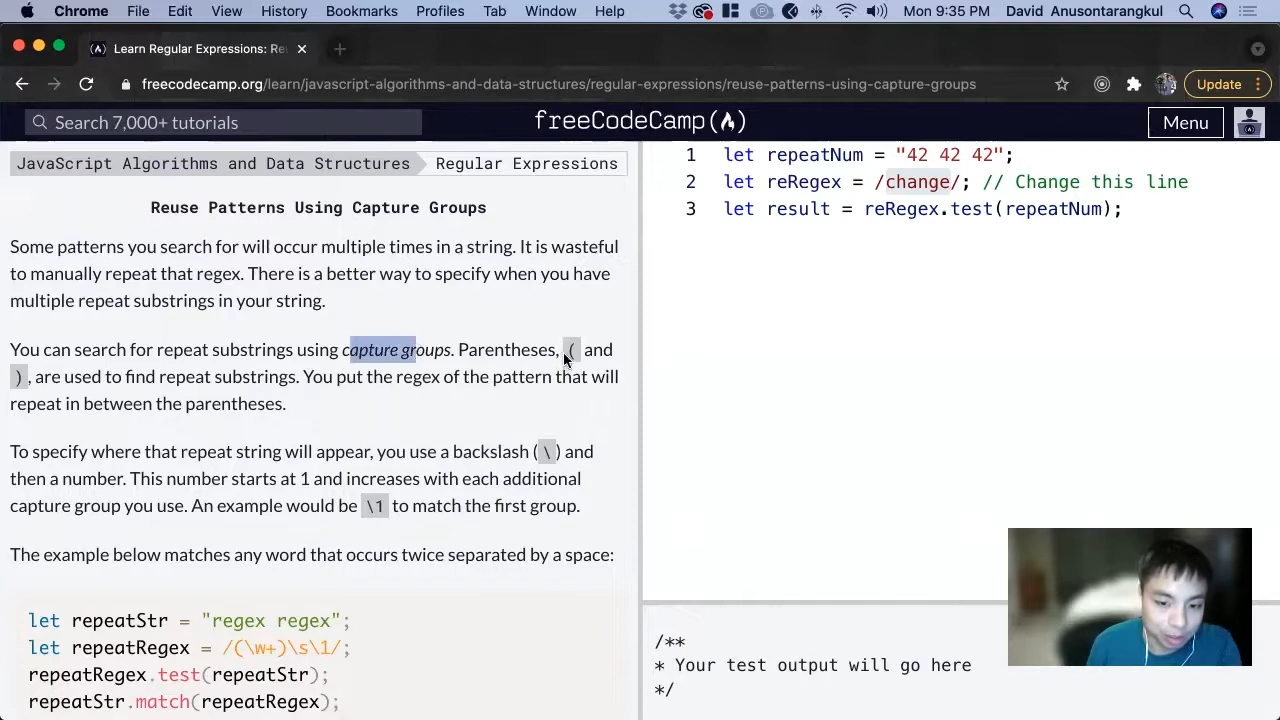 Chrome File Edit View History Bookmarks Profiles Tab Window Help Mon 9:35 PM David Anusontarangkul
Learn Regular Expressions: Re
freecodecamp.org/learn/javascript-algorithms-and-data-structures/regular-expressions/reuse-patterns-using-capture-groups Update
Search 7,000+ tutorials freeCodeCamp(🔥) Menu
JavaScript Algorithms and Data Structures Regular Expressions
Reuse Patterns Using Capture Groups
Some patterns you search for will occur multiple times in a string. It is wasteful
to manually repeat that regex. There is a better way to specify when you have
multiple repeat substrings in your string.
You can search for repeat substrings using capture groups. Parentheses, ( and
), are used to find repeat substrings. You put the regex of the pattern that will
repeat in between the parentheses.
To specify where that repeat string will appear, you use a backslash (\) and
then a number. This number starts at 1 and increases with each additional
capture group you use. An example would be \1 to match the first group.
The example below matches any word that occurs twice separated by a space:
let repeatStr = "regex regex";
let repeatRegex = /(\w+)\s\1/;
repeatRegex.test(repeatStr);
repeatStr.match(repeatRegex);
1 let repeatNum = "42 42 42";
2 let reRegex = /change/; // Change this line
3 let result = reRegex.test(repeatNum);
/**
* Your test output will go here
*/